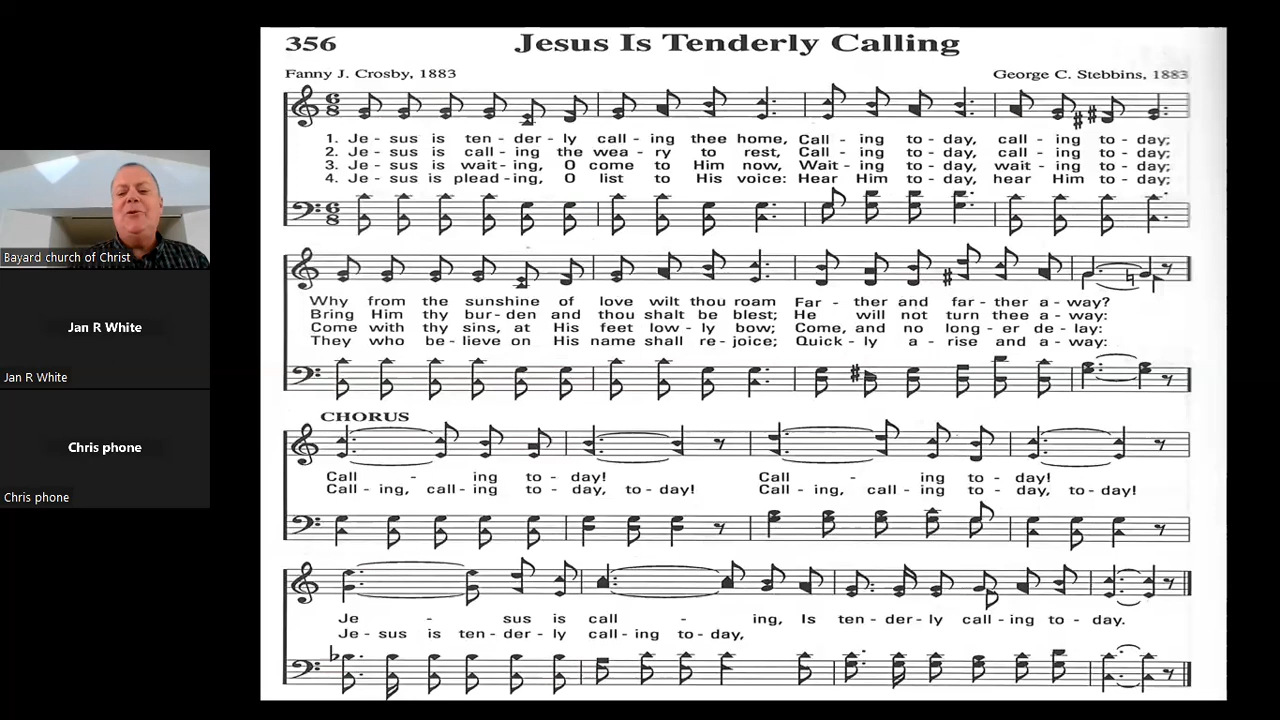 356
Jesus Is Tenderly Calling
Fanny J. Crosby, 1883
George C. Stebbins, 1883
1. Je - sus is ten - der - ly call - ing thee home, Call - ing to - day, call - ing to - day;
2. Je - sus is call - ing the wea - ry to rest, Call - ing to - day, call - ing to - day;
3. Je - sus is wait - ing, O come to Him now, Wait - ing to - day, wait - ing to - day;
4. Je - sus is plead - ing, O list to His voice: Hear Him to - day, hear Him to - day;
Why from the sunshine of love wilt thou roam Far - ther and far - ther a - way?
Bring Him thy bur - den and thou shalt be blest; He will not turn thee a - way:
Come with thy sins, at His feet low - ly bow; Come, and no long - er de - lay:
They who be - lieve on His name shall re - joice; Quick - ly a - rise and a - way:
CHORUS
Call - ing to - day! Call - ing to - day!
Call - ing, call - ing to - day, to - day! Call - ing, call - ing to - day, to - day!
Je - sus is call - ing, Is ten - der - ly call - ing to - day.
Je - sus is ten - der - ly call - ing to - day,
Bayard church of Christ
Jan R White
Jan R White
Chris phone
Chris phone